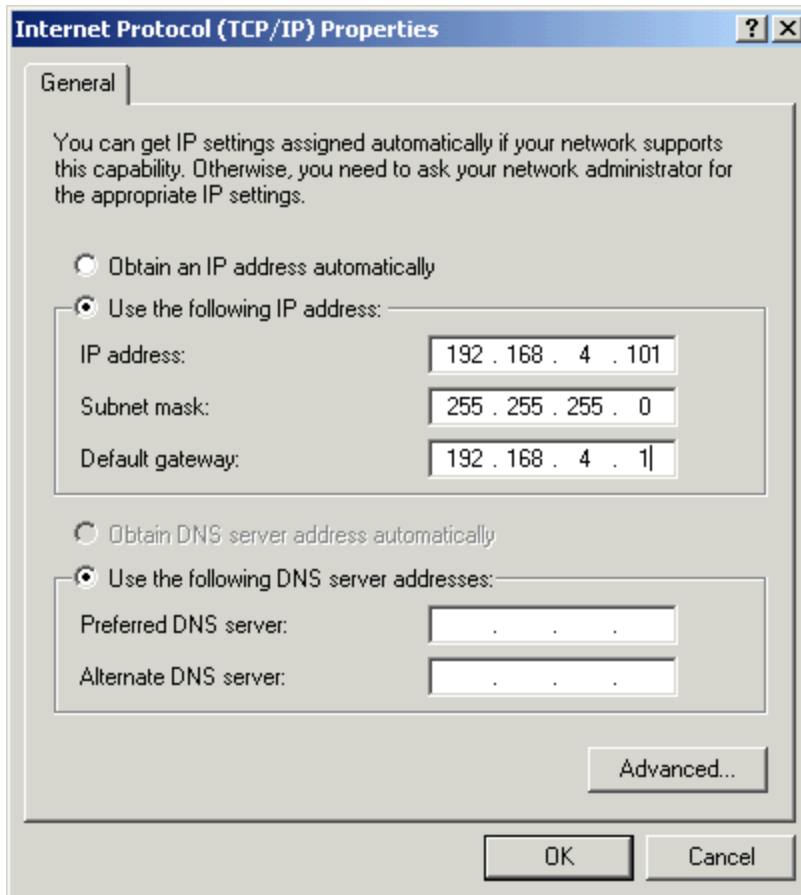 Internet Protocol (TCP/IP) Properties
General
You can get IP settings assigned automatically if your network supports
this capability. Otherwise, you need to ask your network administrator for
the appropriate IP settings.
Obtain an IP address automatically
Use the following IP address:
IP address: 192 . 168 . 4 . 101
Subnet mask: 255 . 255 . 255 . 0
Default gateway: 192 . 168 . 4 . 1
Obtain DNS server address automatically
Use the following DNS server addresses:
Preferred DNS server: . . .
Alternate DNS server: . . .
Advanced...
OK Cancel